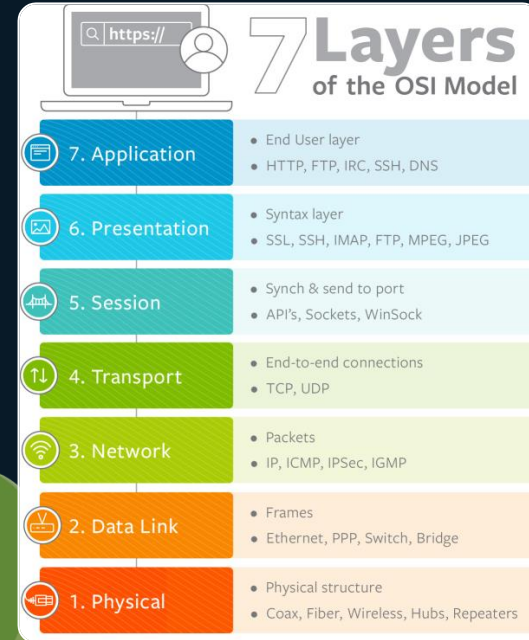 https://
7 Layers
of the OSI Model
7. Application
• End User layer
• HTTP, FTP, IRC, SSH, DNS
6. Presentation
• Syntax layer
• SSL, SSH, IMAP, FTP, MPEG, JPEG
5. Session
• Synch & send to port
• API's, Sockets, WinSock
4. Transport
• End-to-end connections
• TCP, UDP
3. Network
• Packets
• IP, ICMP, IPSec, IGMP
2. Data Link
• Frames
• Ethernet, PPP, Switch, Bridge
1. Physical
• Physical structure
• Coax, Fiber, Wireless, Hubs, Repeaters